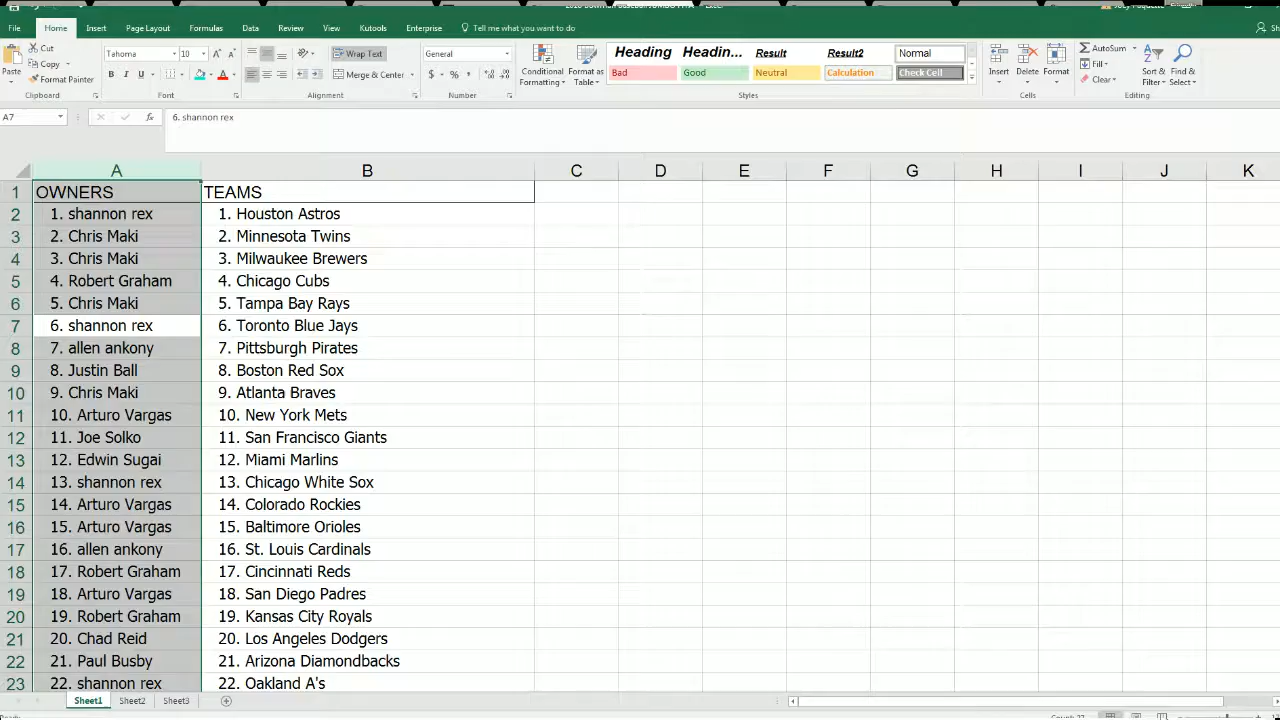 File Home Insert Page Layout Formulas Data Review View Kutools Enterprise Tell me what you want to do
Cut
Copy
Format Painter
Paste
Clipboard
Tahoma 10
B I U
Font
Wrap Text
Merge & Center
Alignment
General
$ % ,
Number
Conditional Formatting
Format as Table
Heading Headin... Result Result2 Normal
Bad Good Neutral Calculation Check Cell
Styles
Insert Delete Format
Cells
AutoSum
Fill
Clear
Sort & Filter
Find & Select
Editing
A7 fx 6. shannon rex
A B C D E F G H I J K
1 OWNERS TEAMS
2 1. shannon rex 1. Houston Astros
3 2. Chris Maki 2. Minnesota Twins
4 3. Chris Maki 3. Milwaukee Brewers
5 4. Robert Graham 4. Chicago Cubs
6 5. Chris Maki 5. Tampa Bay Rays
7 6. shannon rex 6. Toronto Blue Jays
8 7. allen ankony 7. Pittsburgh Pirates
9 8. Justin Ball 8. Boston Red Sox
10 9. Chris Maki 9. Atlanta Braves
11 10. Arturo Vargas 10. New York Mets
12 11. Joe Solko 11. San Francisco Giants
13 12. Edwin Sugai 12. Miami Marlins
14 13. shannon rex 13. Chicago White Sox
15 14. Arturo Vargas 14. Colorado Rockies
16 15. Arturo Vargas 15. Baltimore Orioles
17 16. allen ankony 16. St. Louis Cardinals
18 17. Robert Graham 17. Cincinnati Reds
19 18. Arturo Vargas 18. San Diego Padres
20 19. Robert Graham 19. Kansas City Royals
21 20. Chad Reid 20. Los Angeles Dodgers
22 21. Paul Busby 21. Arizona Diamondbacks
23 22. shannon rex 22. Oakland A's
Sheet1 Sheet2 Sheet3